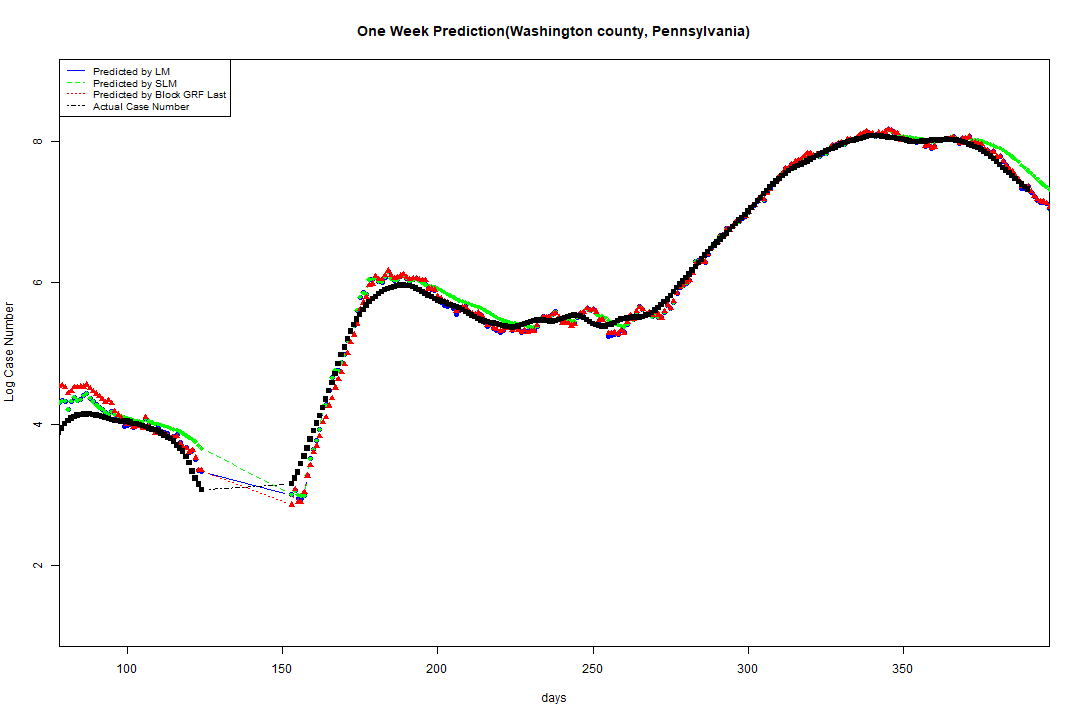 One Week Prediction(Washington county, Pennsylvania)
Predicted by LM
Predicted by SLM
Predicted by Block GRF Last
Actual Case Number
8
6
4
2
Log Case Number
100 150 200 250 300 350
days